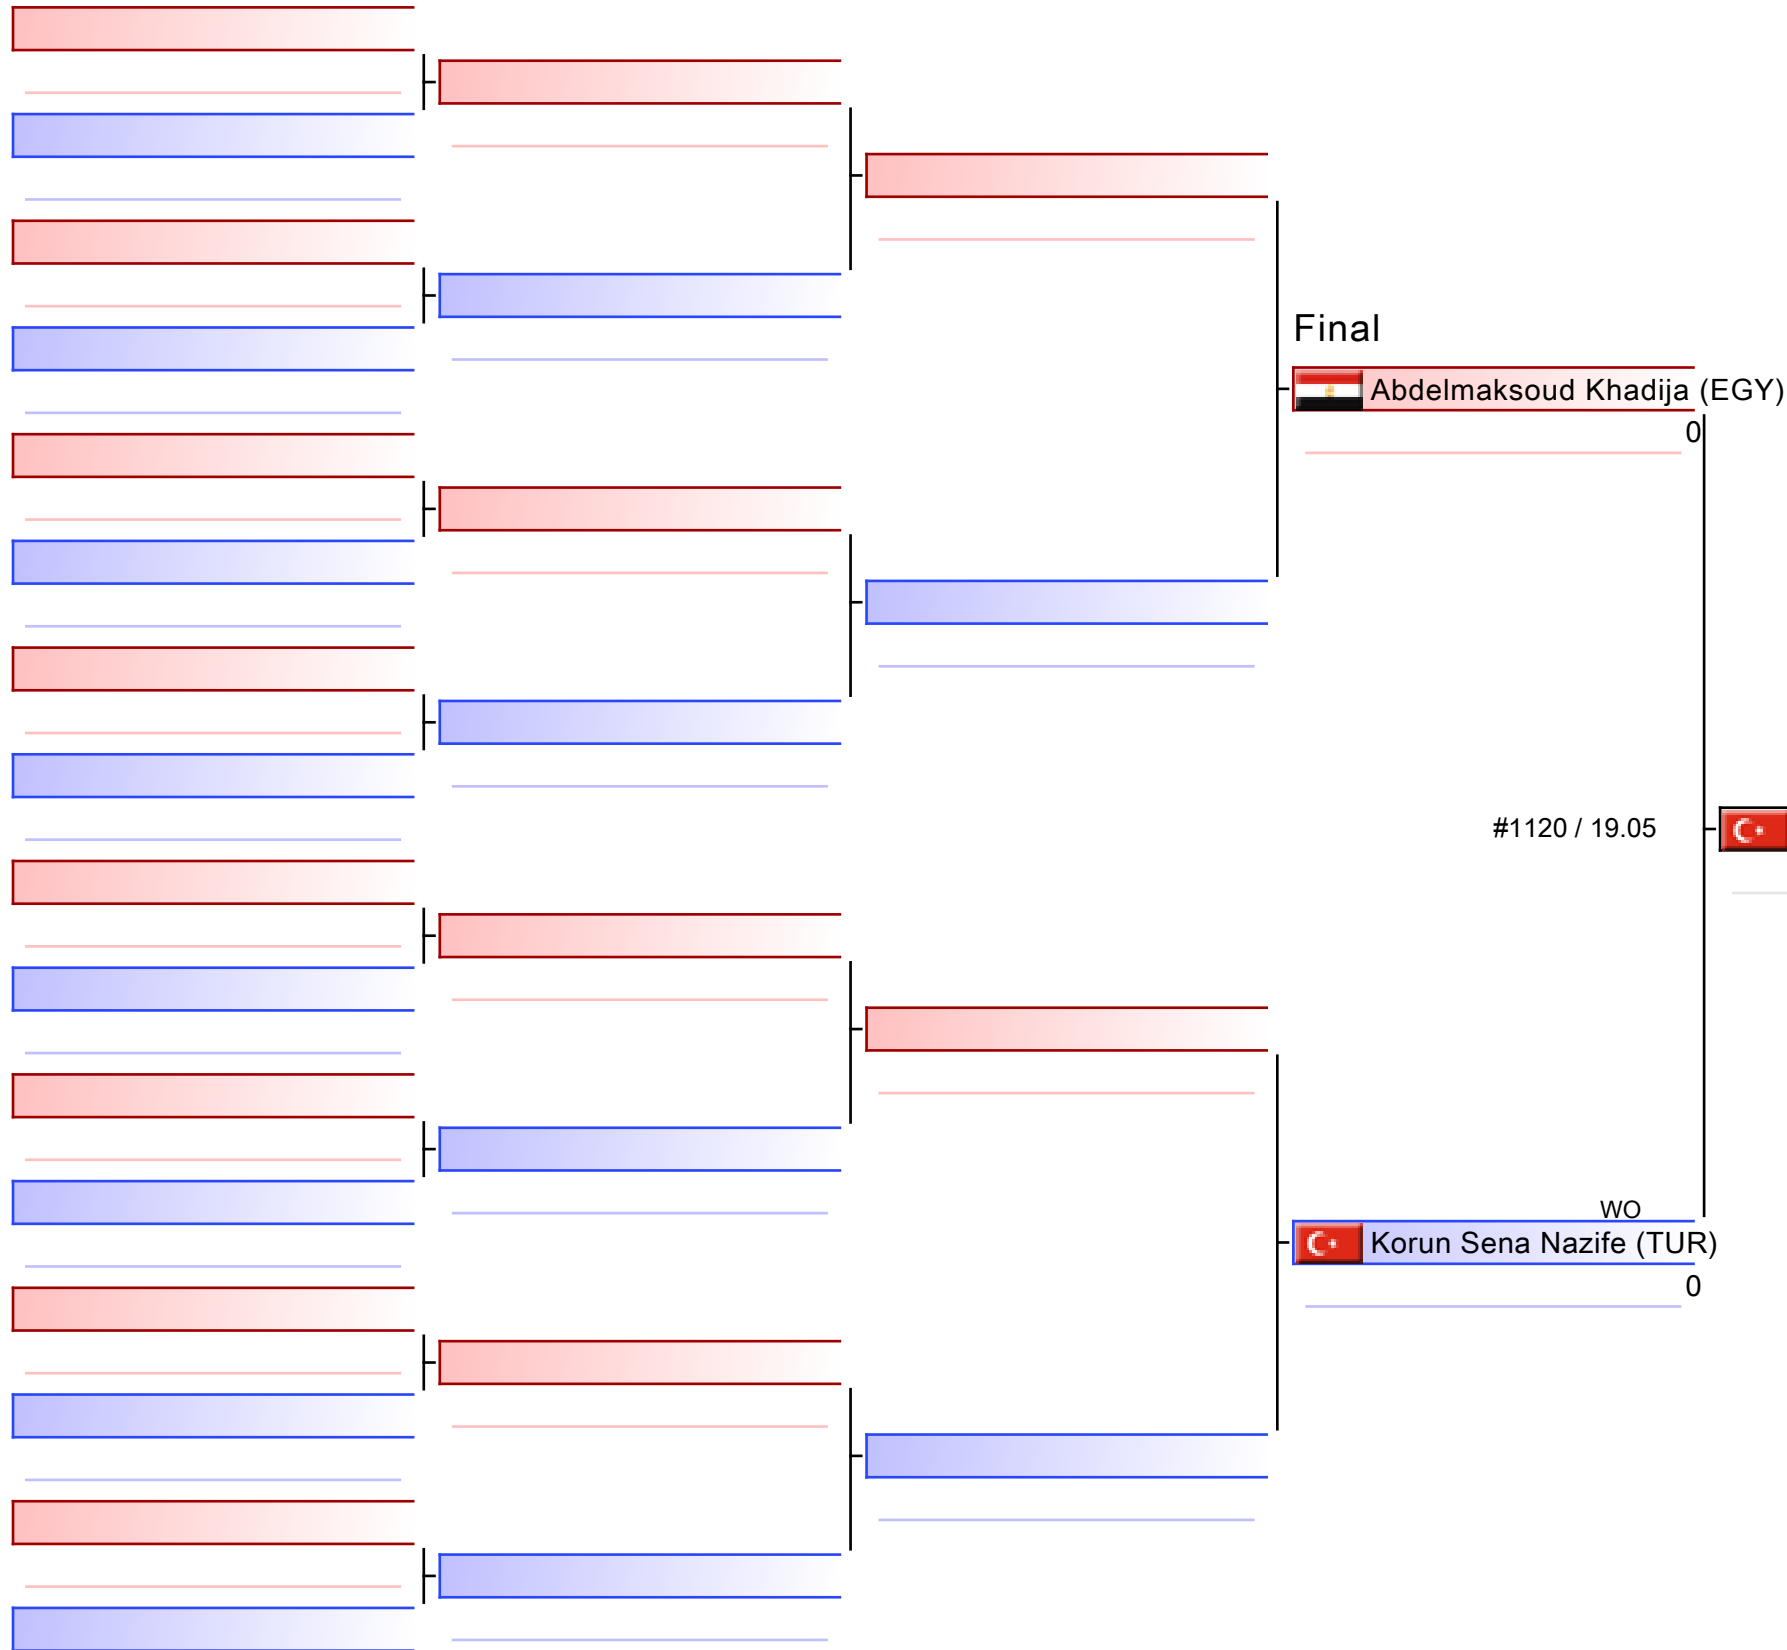 Final
Abdelmaksoud Khadija (EGY)
0
#1120 / 19.05
WO
Korun Sena Nazife (TUR)
0